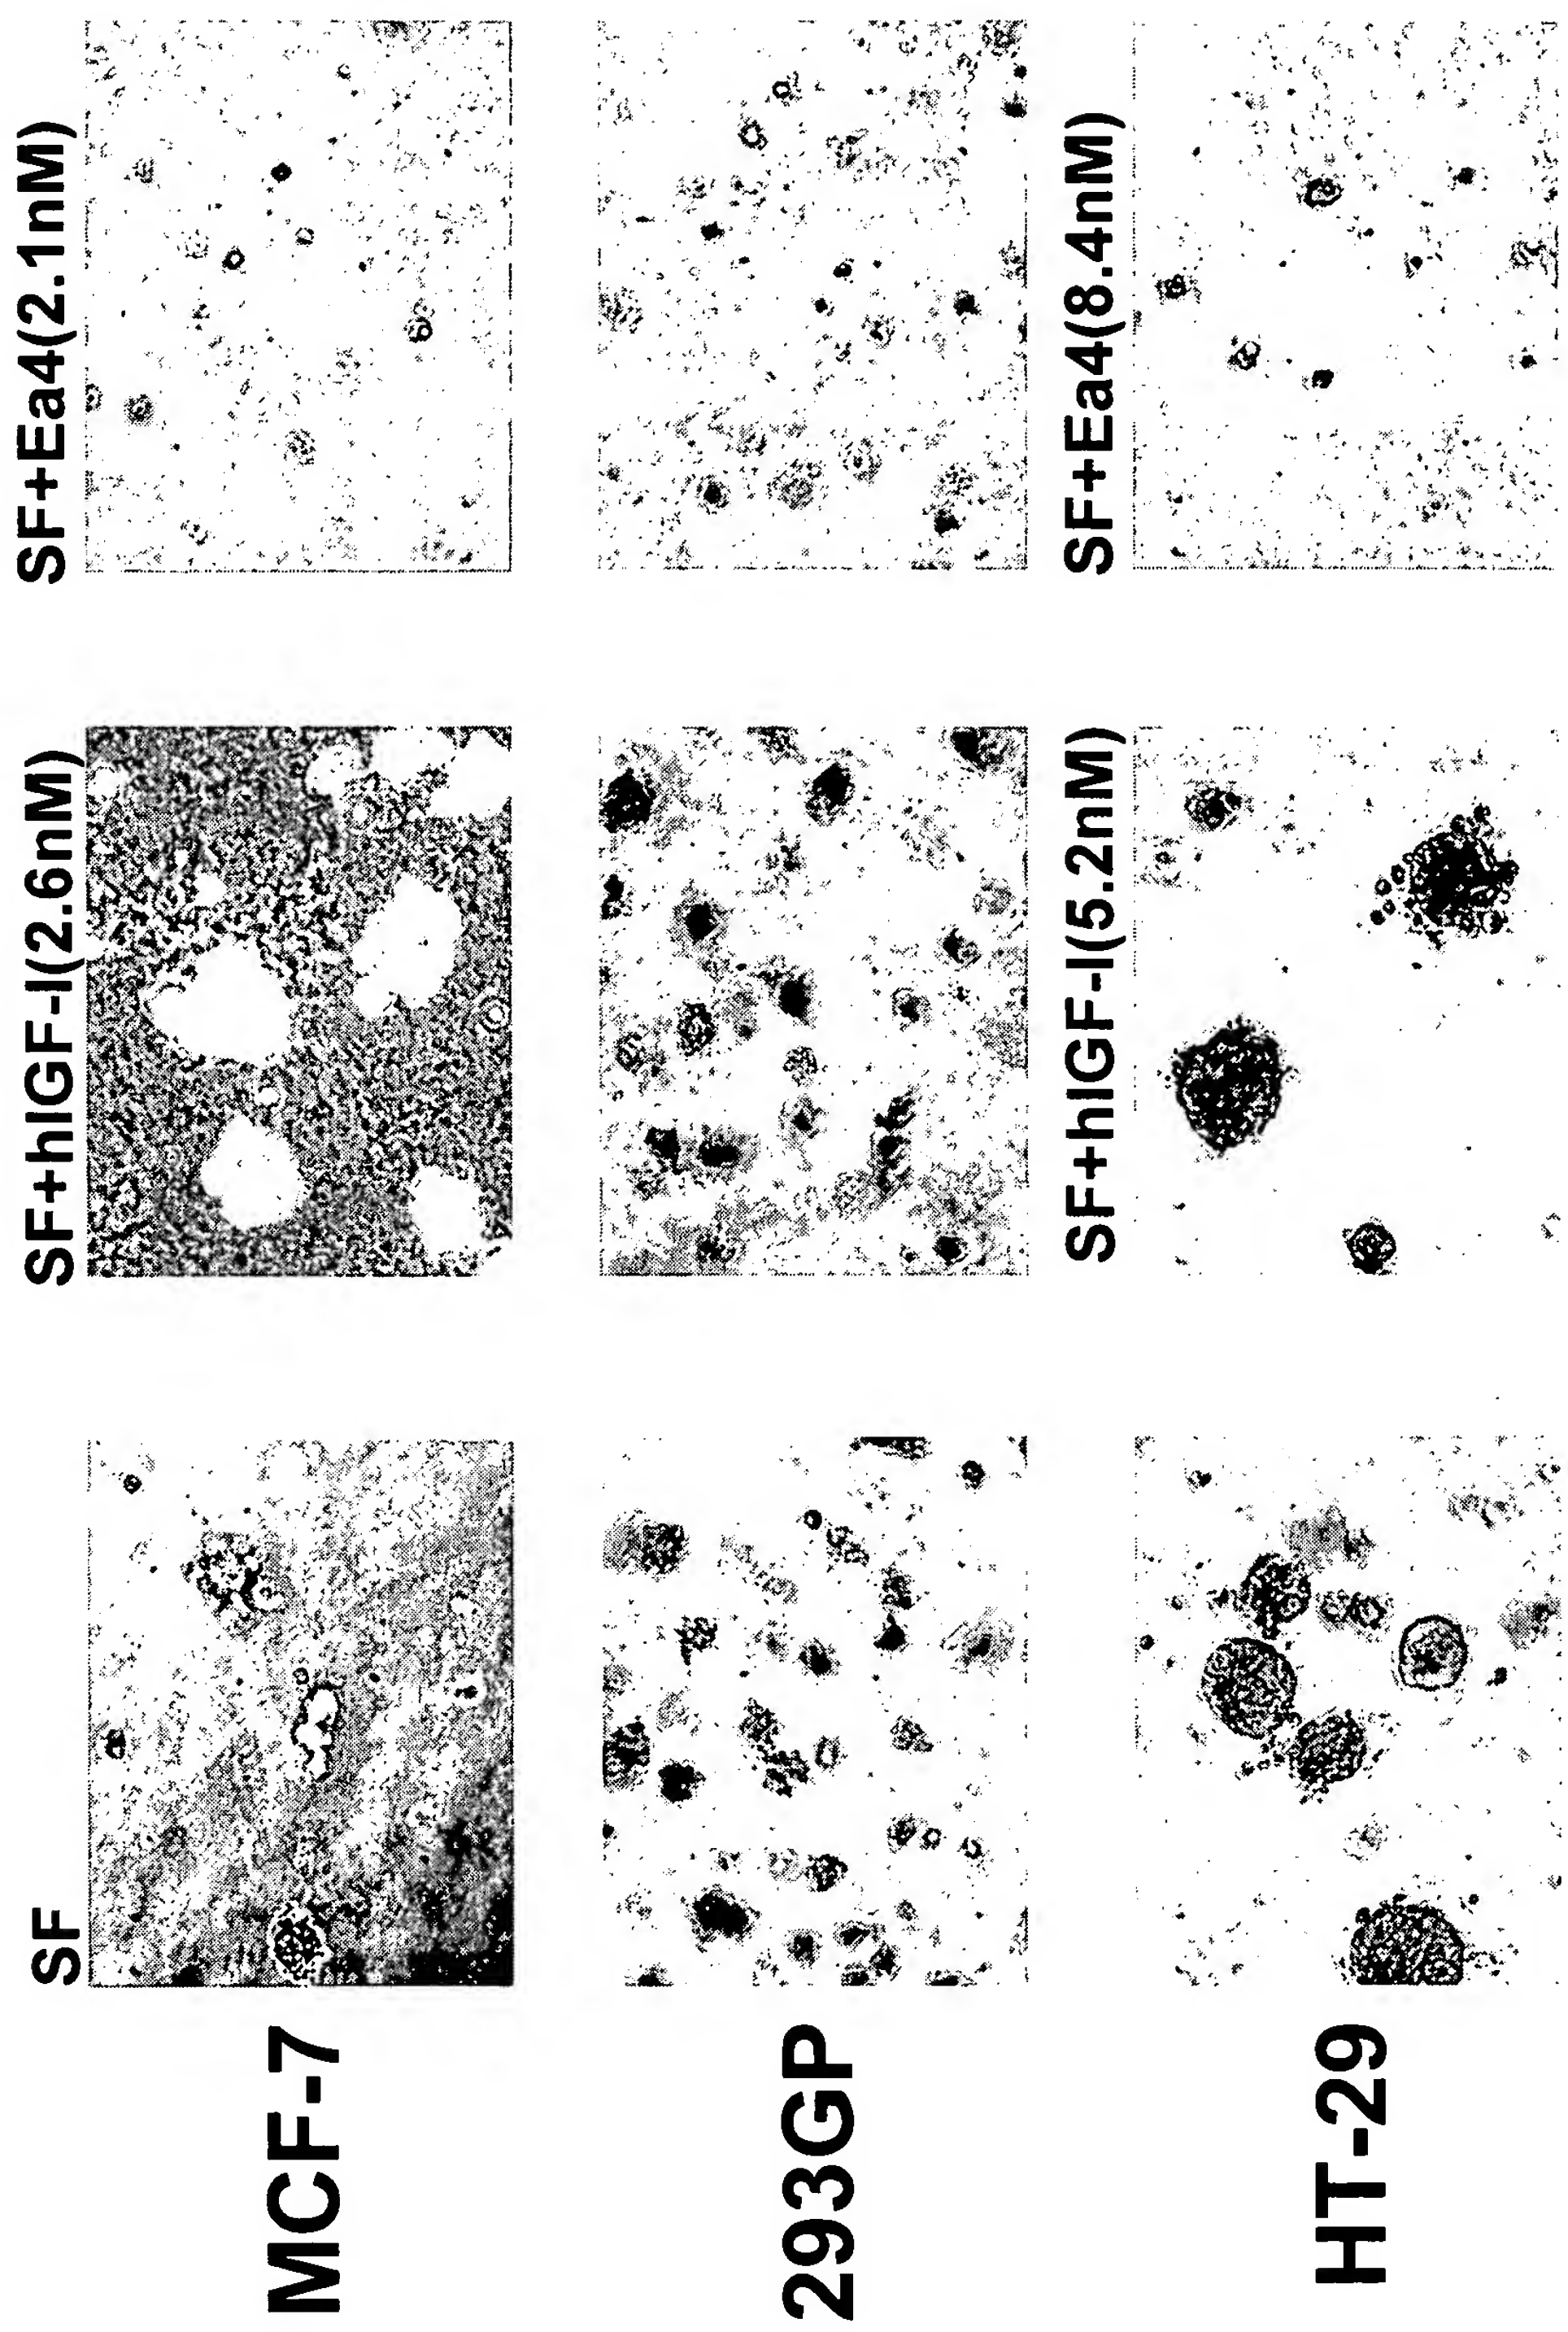 SF
SF+hIGF-I(2.6nM)
SF+Ea4(2.1nM)
MCF-7
293GP
SF+hIGF-I(5.2nM)
SF+Ea4(8.4nM)
HT-29